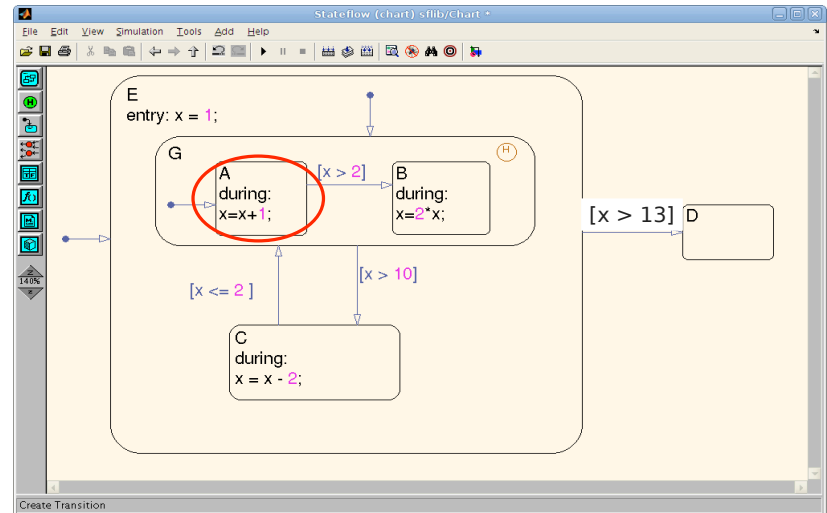 Stateflow (chart) sflib/Chart *
File Edit View Simulation Tools Add Help
E
entry: x = 1;
G
H
A
during:
x=x+1;
[x > 2]
B
during:
x=2*x;
[x > 13]
D
[x <= 2 ]
[x > 10]
C
during:
x = x - 2;
H
f()
Z
140%
Z
Create Transition